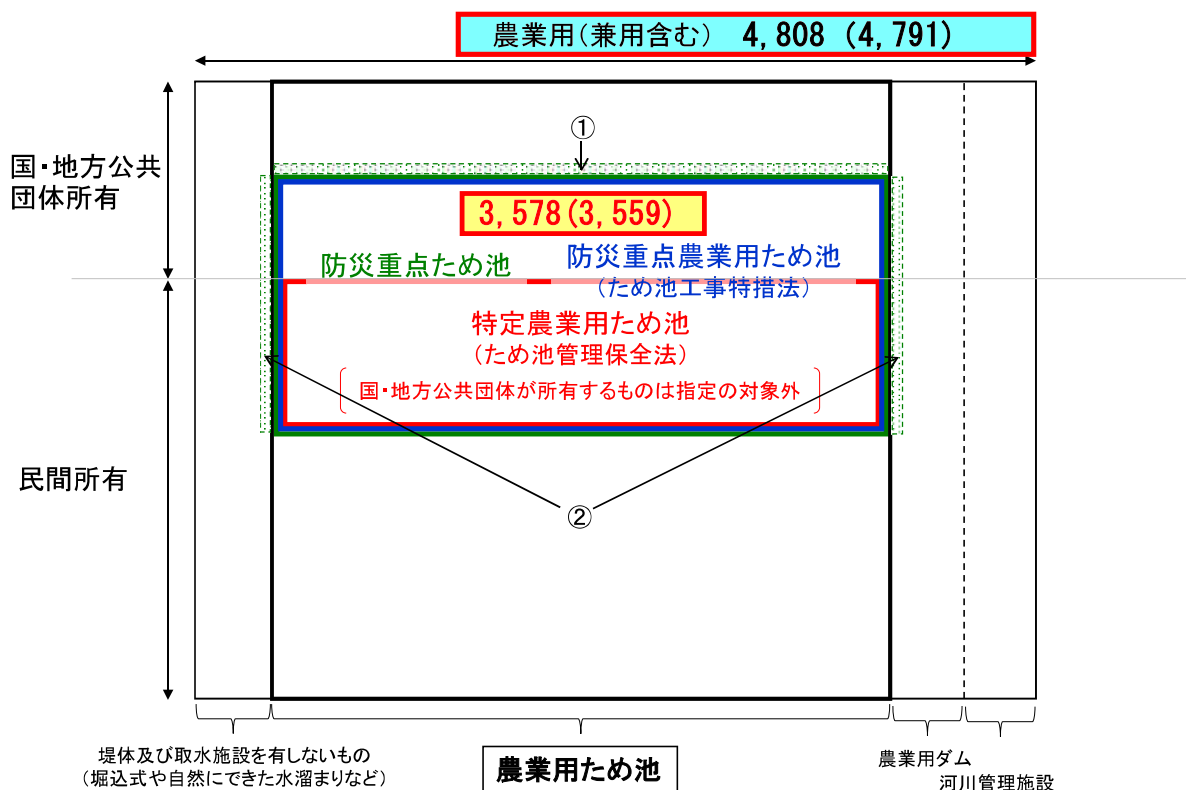 農業用(兼用含む) 4,808 (4,791)
①
国・地方公共
団体所有
3,578(3,559)
防災重点ため池
防災重点農業用ため池
(ため池工事特措法)
特定農業用ため池
(ため池管理保全法)
国・地方公共団体が所有するものは指定の対象外
民間所有
②
堤体及び取水施設を有しないもの
(堀込式や自然にできた水溜まりなど)
農業用ため池
農業用ダム
河川管理施設